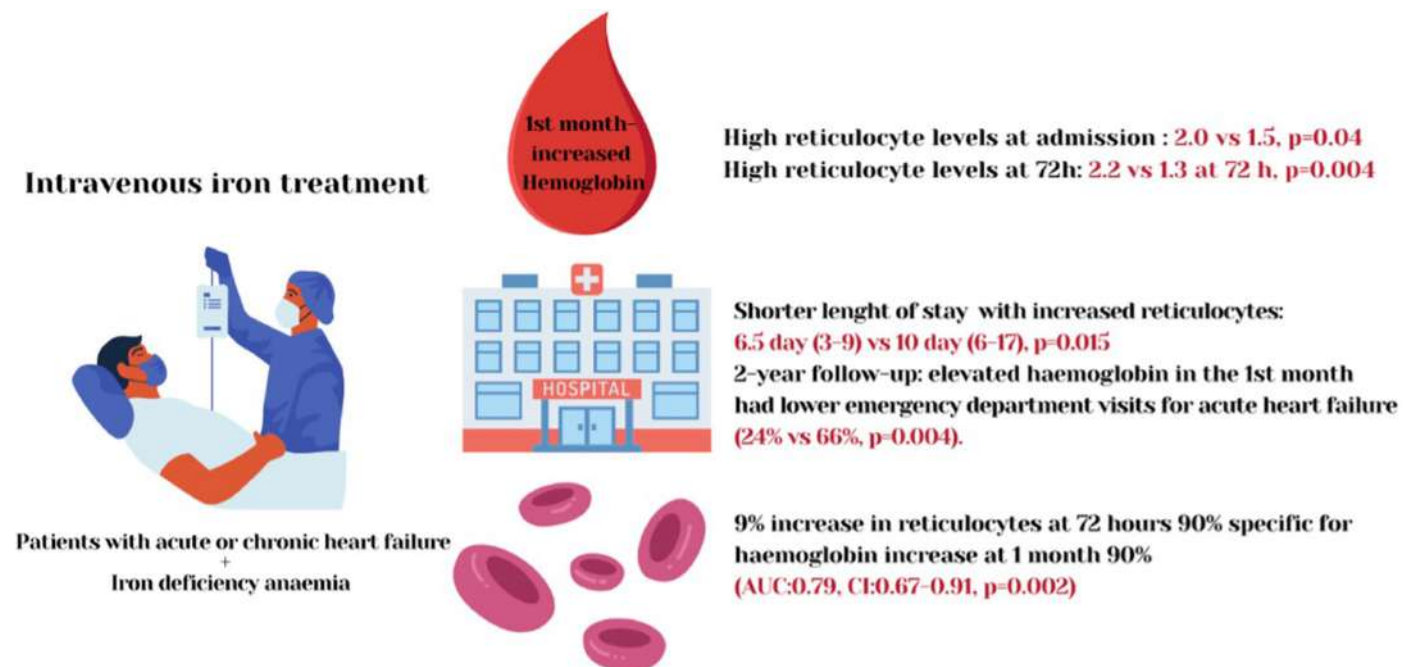 Intravenous iron treatment
Patients with acute or chronic heart failure
+
Iron deficiency anaemia
1st month-
increased
Hemoglobin
High reticulocyte levels at admission : 2.0 vs 1.5, p=0.04
High reticulocyte levels at 72h: 2.2 vs 1.3 at 72 h, p=0.004
HOSPITAL
Shorter lenght of stay with increased reticulocytes:
6.5 day (3-9) vs 10 day (6-17), p=0.015
2-year follow-up: elevated haemoglobin in the 1st month
had lower emergency department visits for acute heart failure
(24% vs 66%, p=0.004).
9% increase in reticulocytes at 72 hours 90% specific for
haemoglobin increase at 1 month 90%
(AUC:0.79, CI:0.67-0.91, p=0.002)